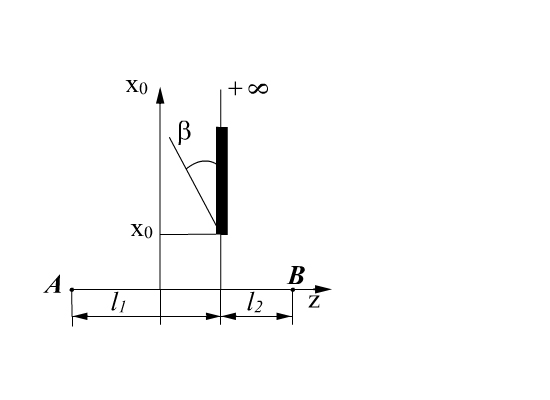 x₀
+ ∞
β
x₀
A
B
l₁
l₂
z